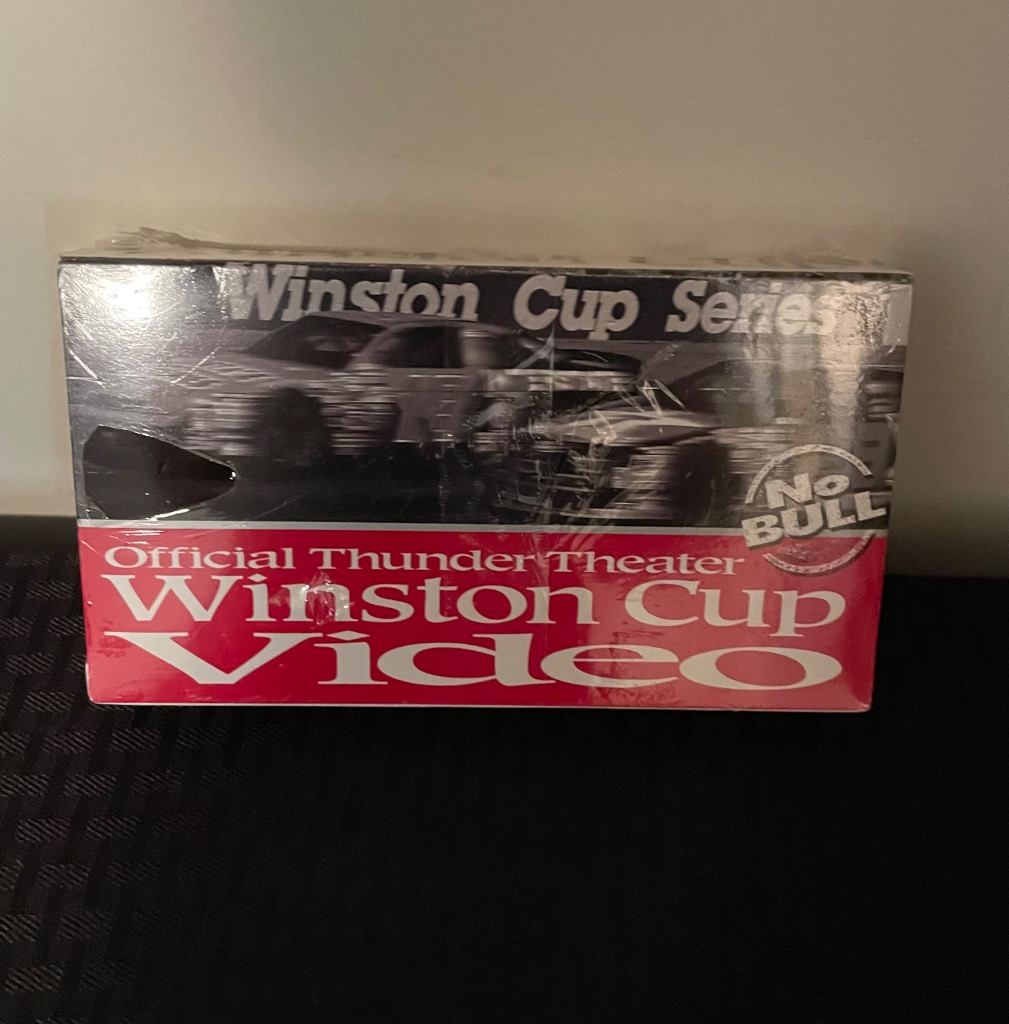 Winston Cup Series
No
BULL
Official Thunder Theater
Winston Cup
Video